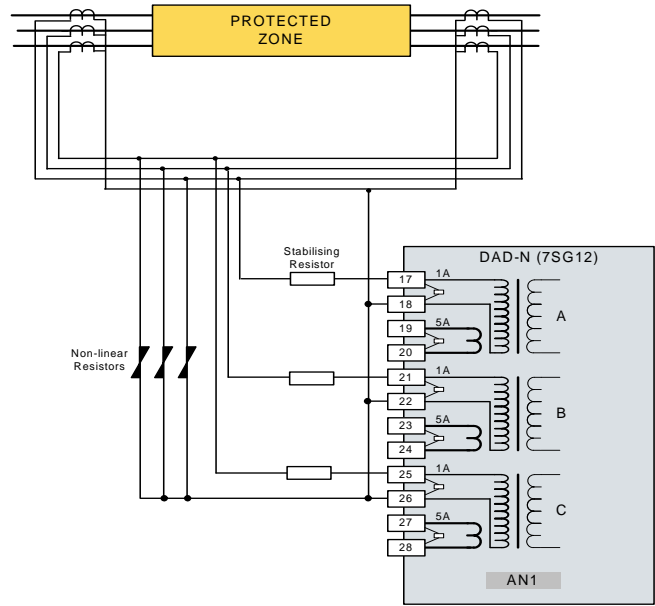 PROTECTED
ZONE
Stabilising
Resistor
DAD-N (7SG12)
17
1A
18
A
19
5A
20
Non-linear
Resistors
21
1A
22
B
23
5A
24
25
1A
26
C
27
5A
28
AN1